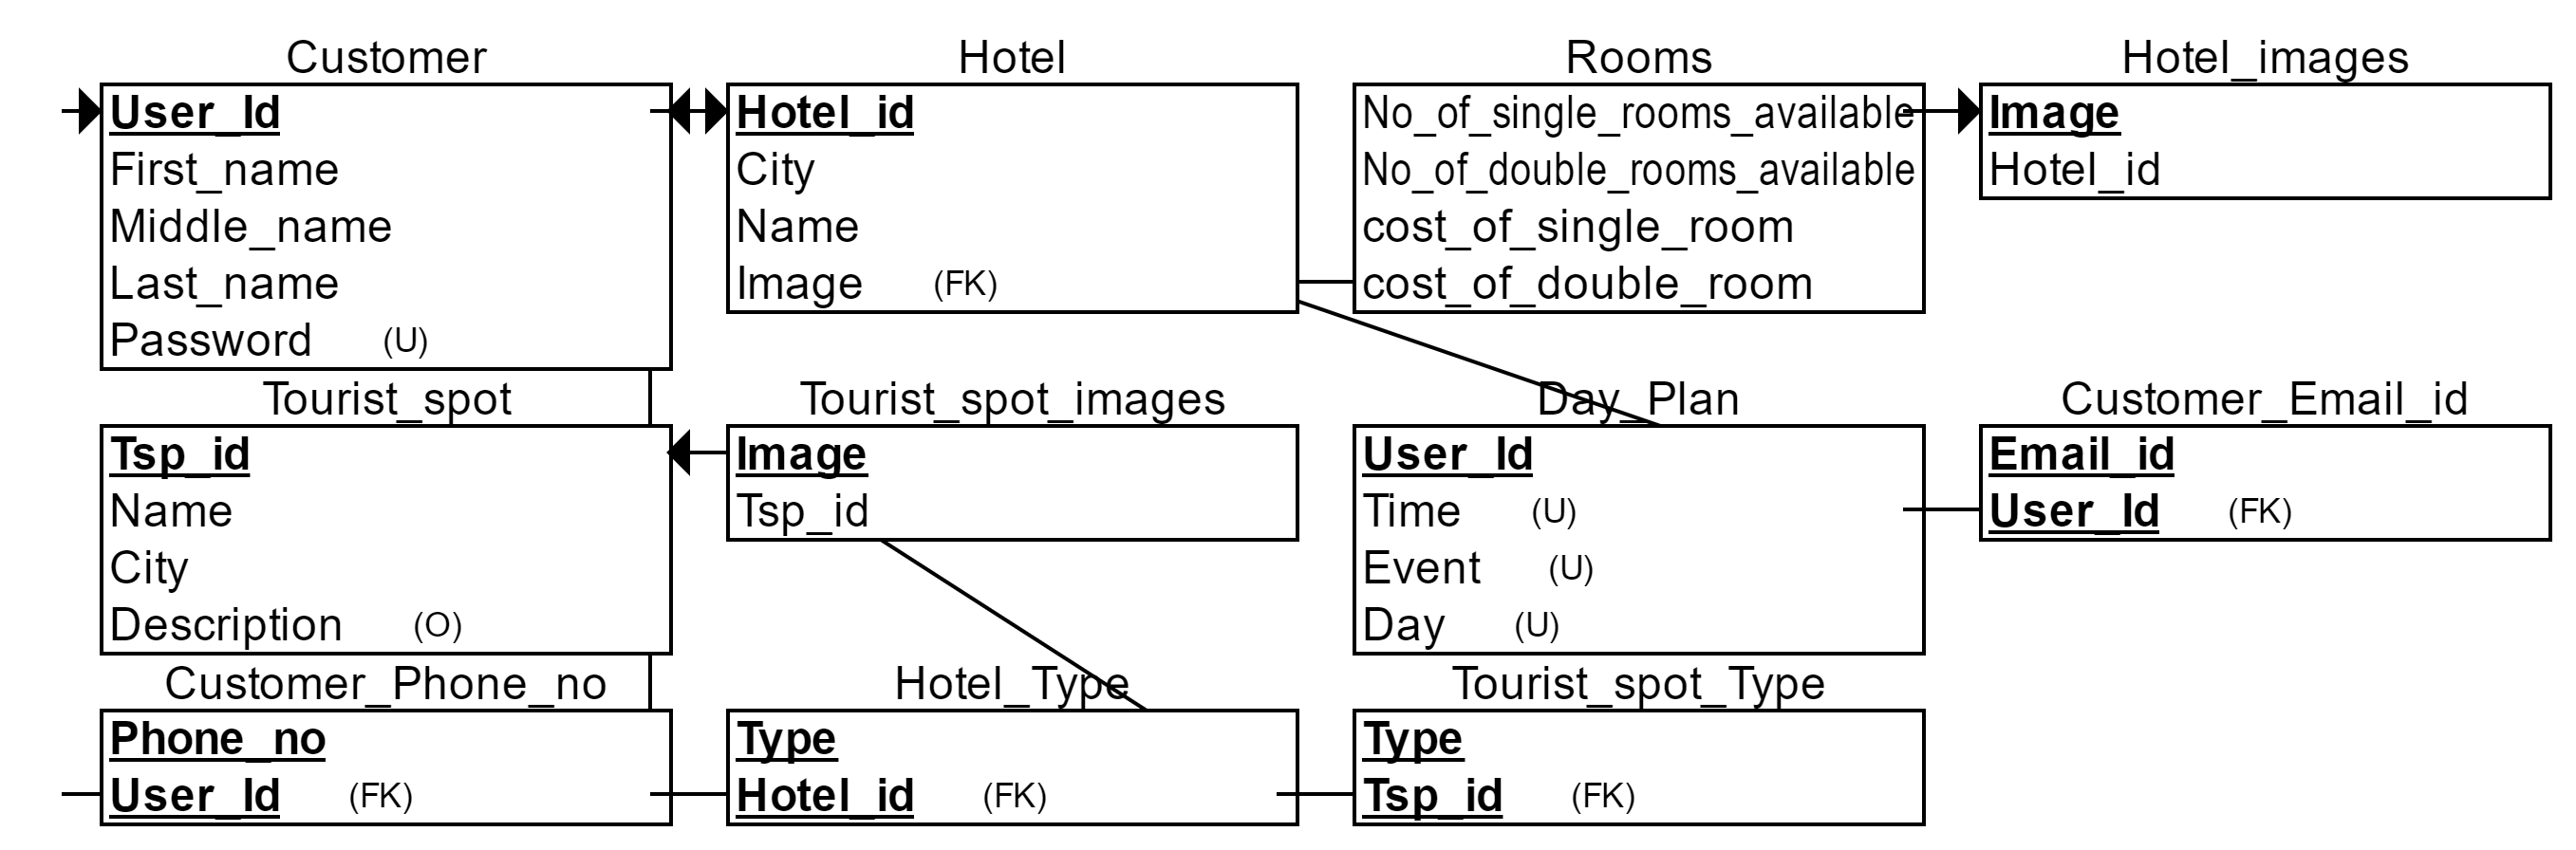 Customer
User_Id
First_name
Middle_name
Last_name
Password (U)
Hotel
Hotel_id
City
Name
Image (FK)
Rooms
No_of_single_rooms_available
No_of_double_rooms_available
cost_of_single_room
cost_of_double_room
Hotel_images
Image
Hotel_id
Tourist_spot
Tsp_id
Name
City
Description (O)
Tourist_spot_images
Image
Tsp_id
Day_Plan
User_Id
Time (U)
Event (U)
Day (U)
Customer_Email_id
Email_id
User_Id (FK)
Customer_Phone_no
Phone_no
User_Id (FK)
Hotel_Type
Type
Hotel_id (FK)
Tourist_spot_Type
Type
Tsp_id (FK)